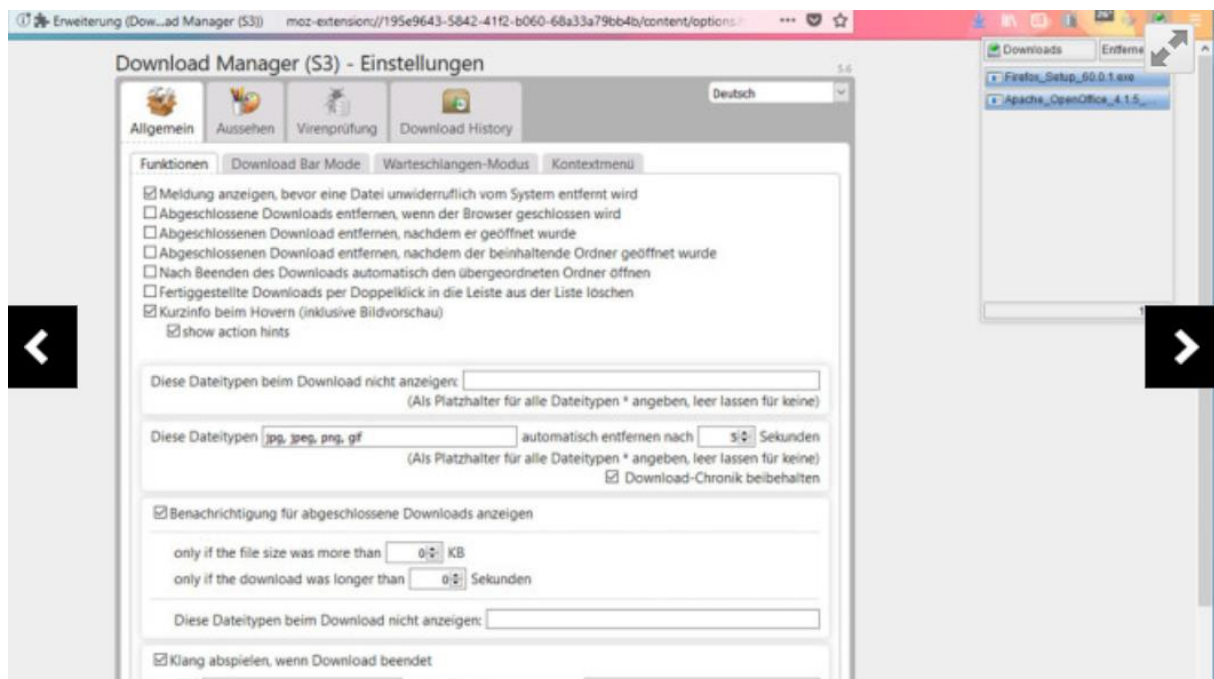 Erweiterung (Dow...ad Manager (S3)) moz-extension://195e9643-5842-41f2-b060-68a33a79bb4b/content/options.
Download Manager (S3) - Einstellungen
5.6
Deutsch
Allgemein Aussehen Virenprüfung Download History
Funktionen Download Bar Mode Warteschlangen-Modus Kontextmenü
Meldung anzeigen, bevor eine Datei unwiderruflich vom System entfernt wird
Abgeschlossene Downloads entfernen, wenn der Browser geschlossen wird
Abgeschlossenen Download entfernen, nachdem er geöffnet wurde
Abgeschlossenen Download entfernen, nachdem der beinhaltende Ordner geöffnet wurde
Nach Beenden des Downloads automatisch den übergeordneten Ordner öffnen
Fertiggestellte Downloads per Doppelklick in die Leiste aus der Liste löschen
Kurzinfo beim Hovern (inklusive Bildvorschau)
show action hints
Diese Dateitypen beim Download nicht anzeigen:
(Als Platzhalter für alle Dateitypen * angeben, leer lassen für keine)
Diese Dateitypen jpg, jpeg, png, gif automatisch entfernen nach 5 Sekunden
(Als Platzhalter für alle Dateitypen * angeben, leer lassen für keine)
Download-Chronik beibehalten
Benachrichtigung für abgeschlossene Downloads anzeigen
only if the file size was more than 0 KB
only if the download was longer than 0 Sekunden
Diese Dateitypen beim Download nicht anzeigen:
Klang abspielen, wenn Download beendet
Downloads Entferne
Firefox_Setup_60.0.1.exe
Apache_OpenOffice_4.1.5_